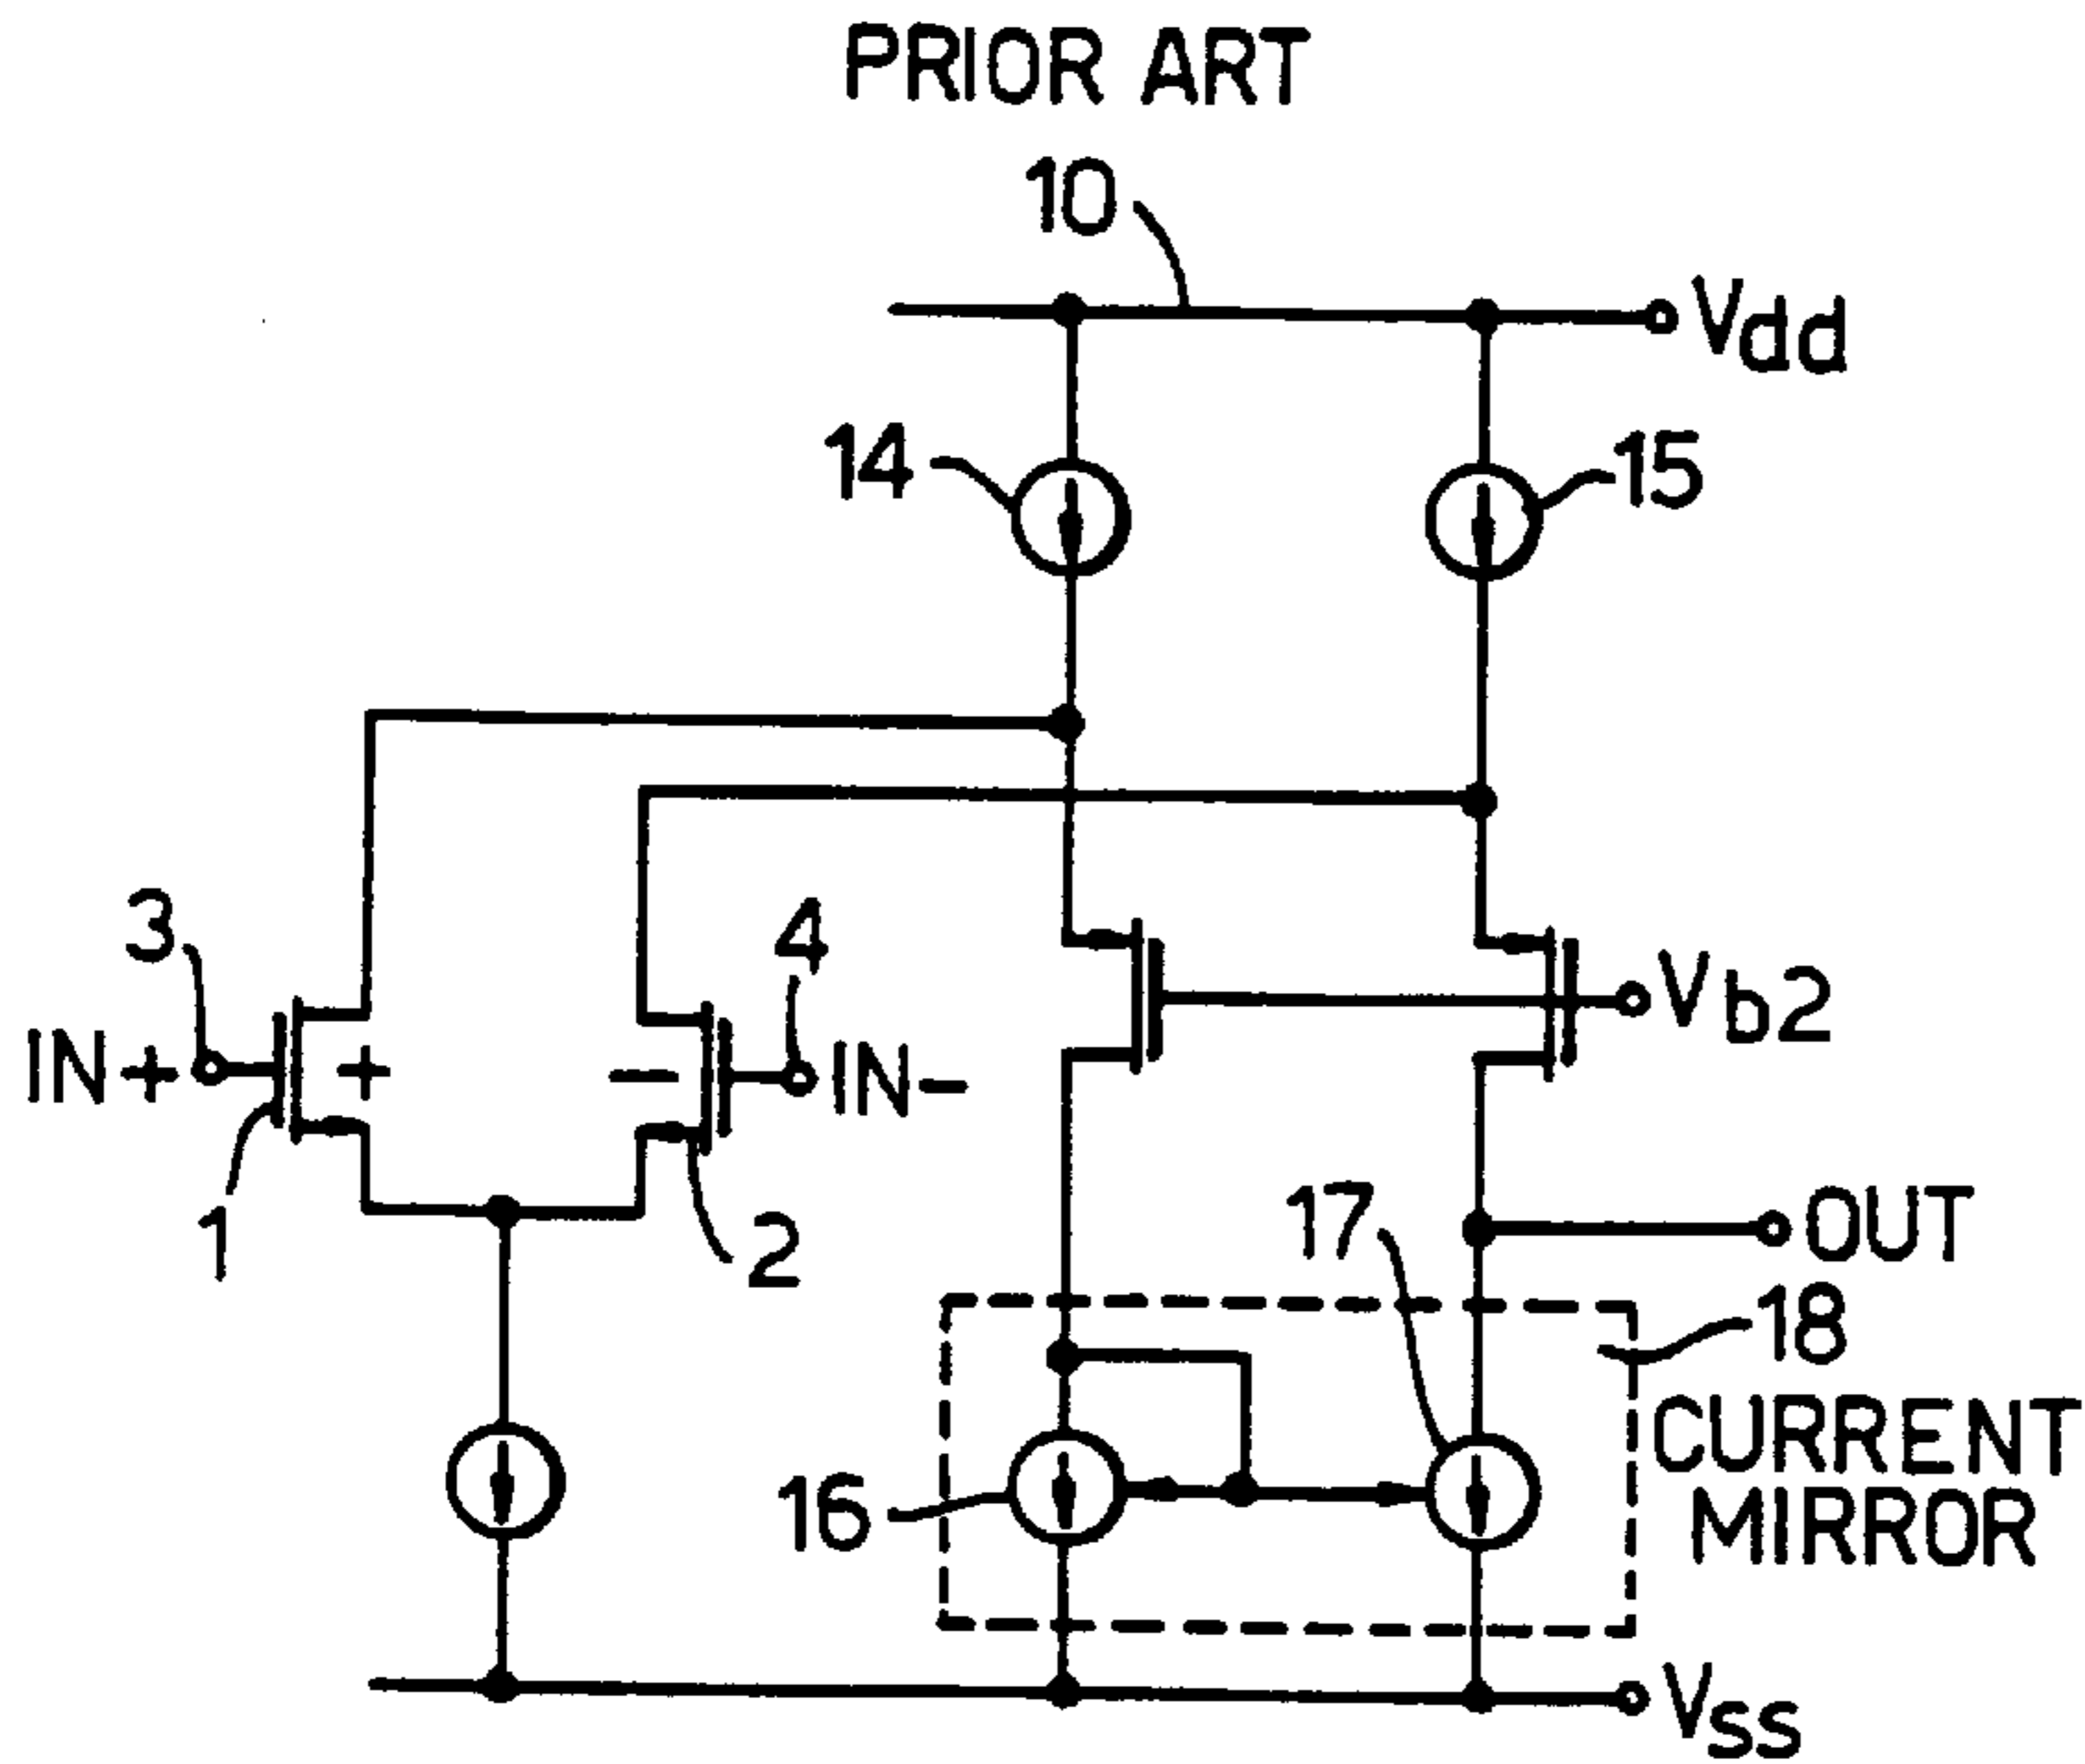 PRIOR ART
10
Vdd
14
15
3
4
IN+
+
−
IN−
Vb2
1
2
17
OUT
18
CURRENT
MIRROR
16
Vss